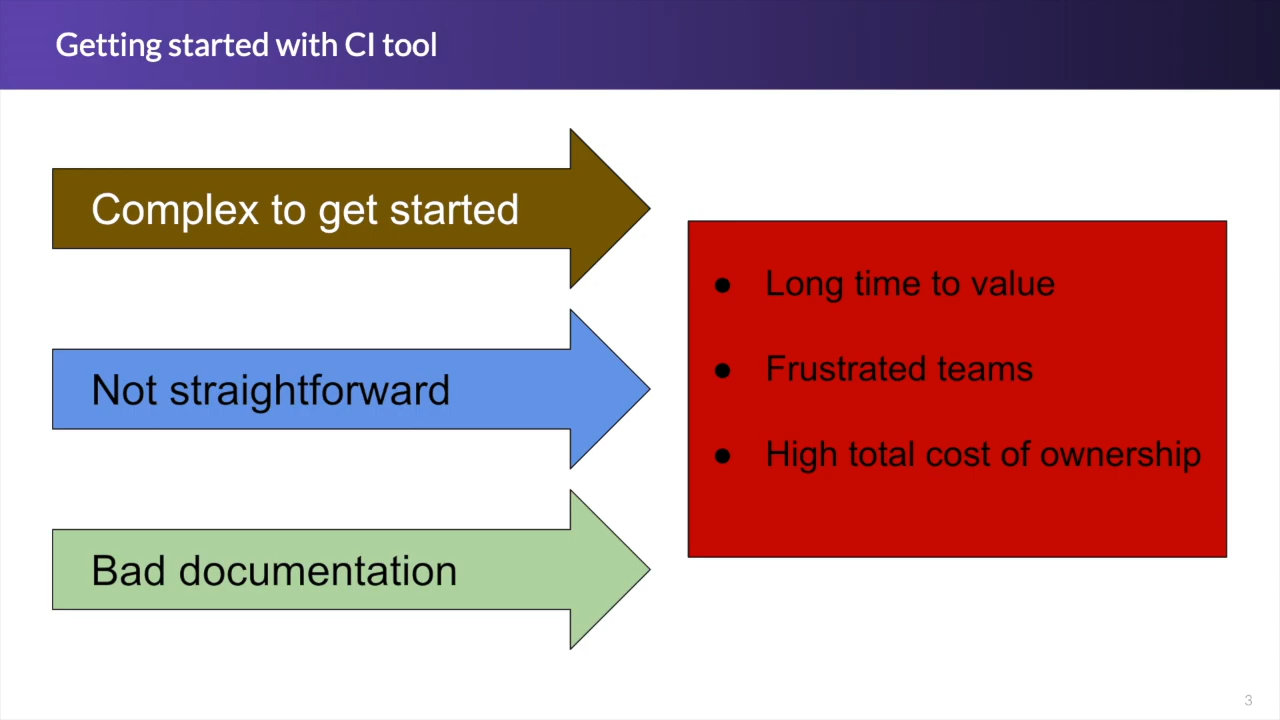 Getting started with CI tool
Complex to get started
Not straightforward
Bad documentation
● Long time to value
● Frustrated teams
● High total cost of ownership
3